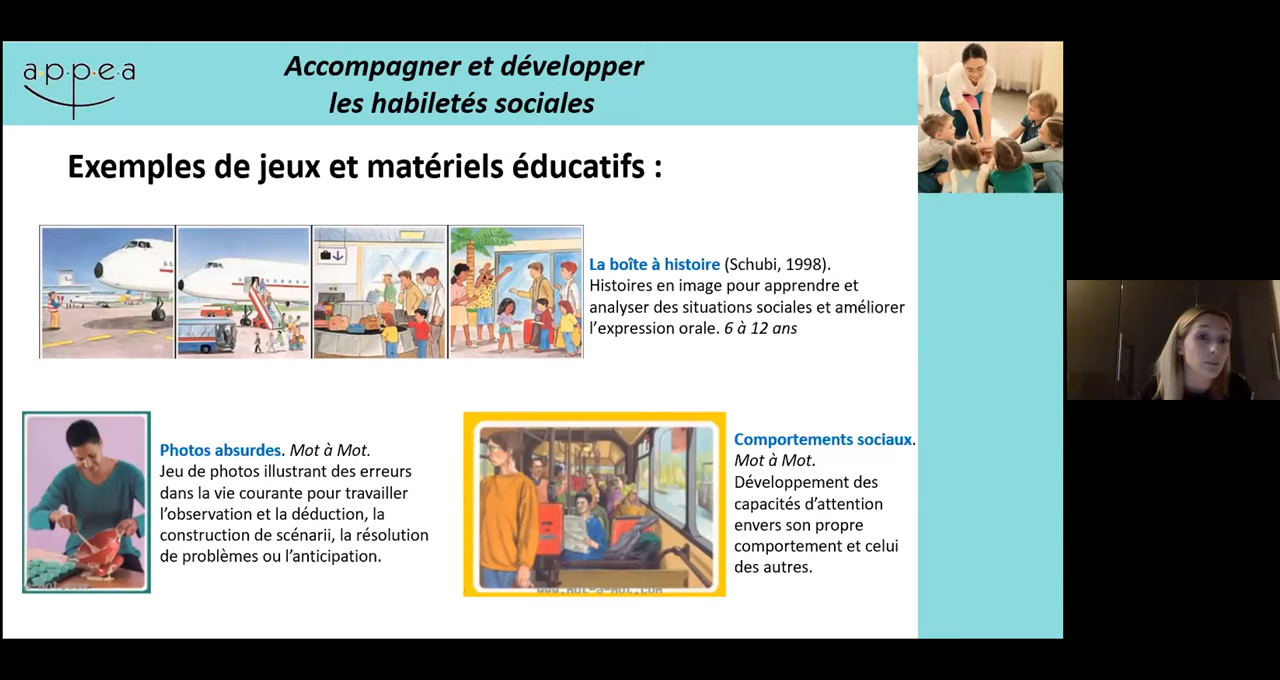 a.p.p.e.a
Accompagner et développer
les habiletés sociales
Exemples de jeux et matériels éducatifs :
La boîte à histoire (Schubi, 1998).
Histoires en image pour apprendre et
analyser des situations sociales et améliorer
l'expression orale. 6 à 12 ans
Photos absurdes. Mot à Mot.
Jeu de photos illustrant des erreurs
dans la vie courante pour travailler
l'observation et la déduction, la
construction de scénarii, la résolution
de problèmes ou l'anticipation.
Comportements sociaux.
Mot à Mot.
Développement des
capacités d'attention
envers son propre
comportement et celui
des autres.